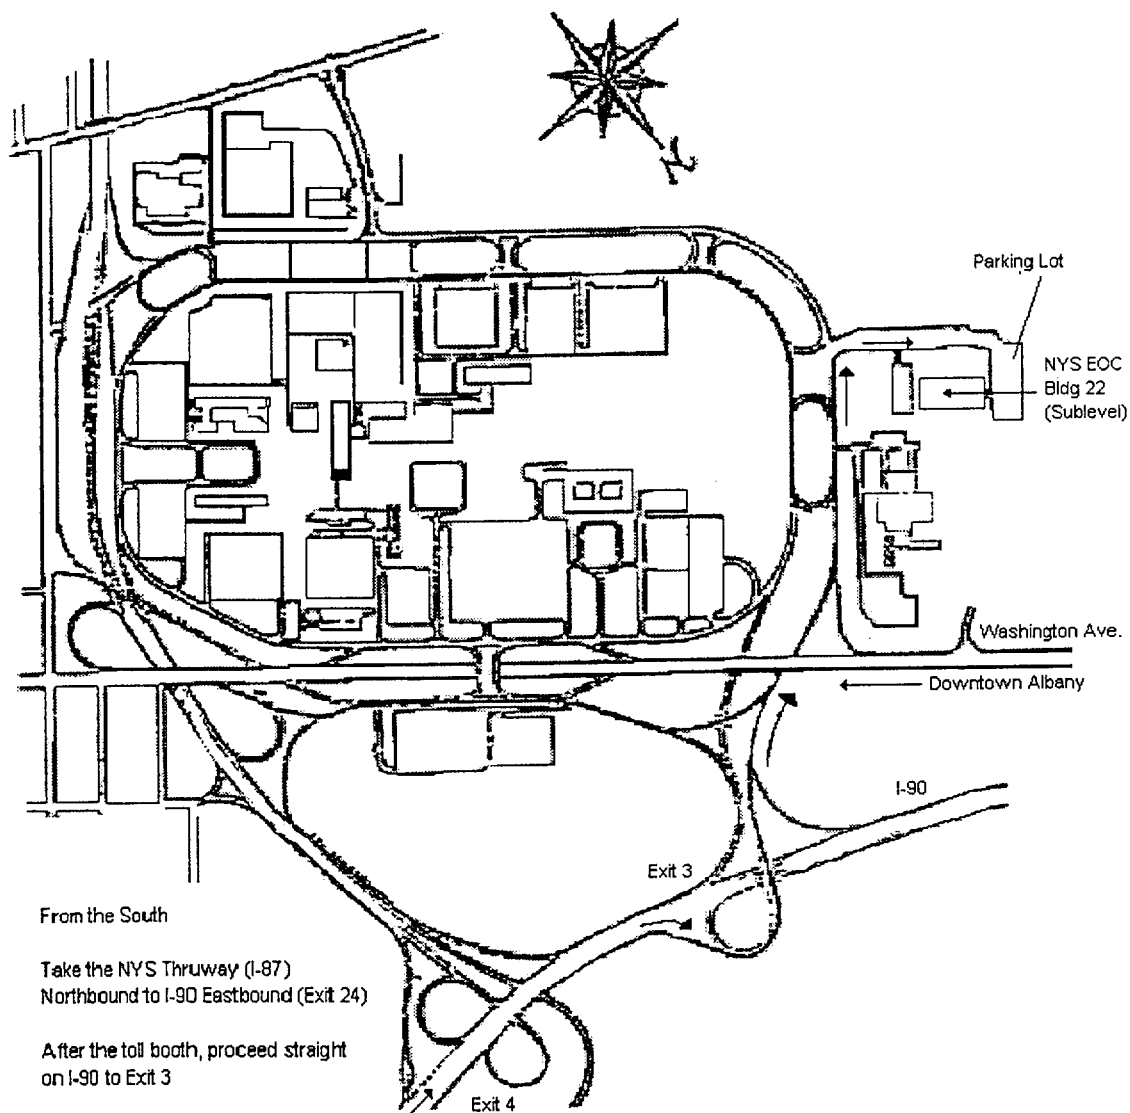 N
Parking Lot
NYS EOC
Bldg 22
(Sublevel)
Washington Ave.
Downtown Albany
I-90
Exit 3
From the South
Take the NYS Thruway (I-87)
Northbound to I-90 Eastbound (Exit 24)
After the toll booth, proceed straight
on I-90 to Exit 3
Exit 4